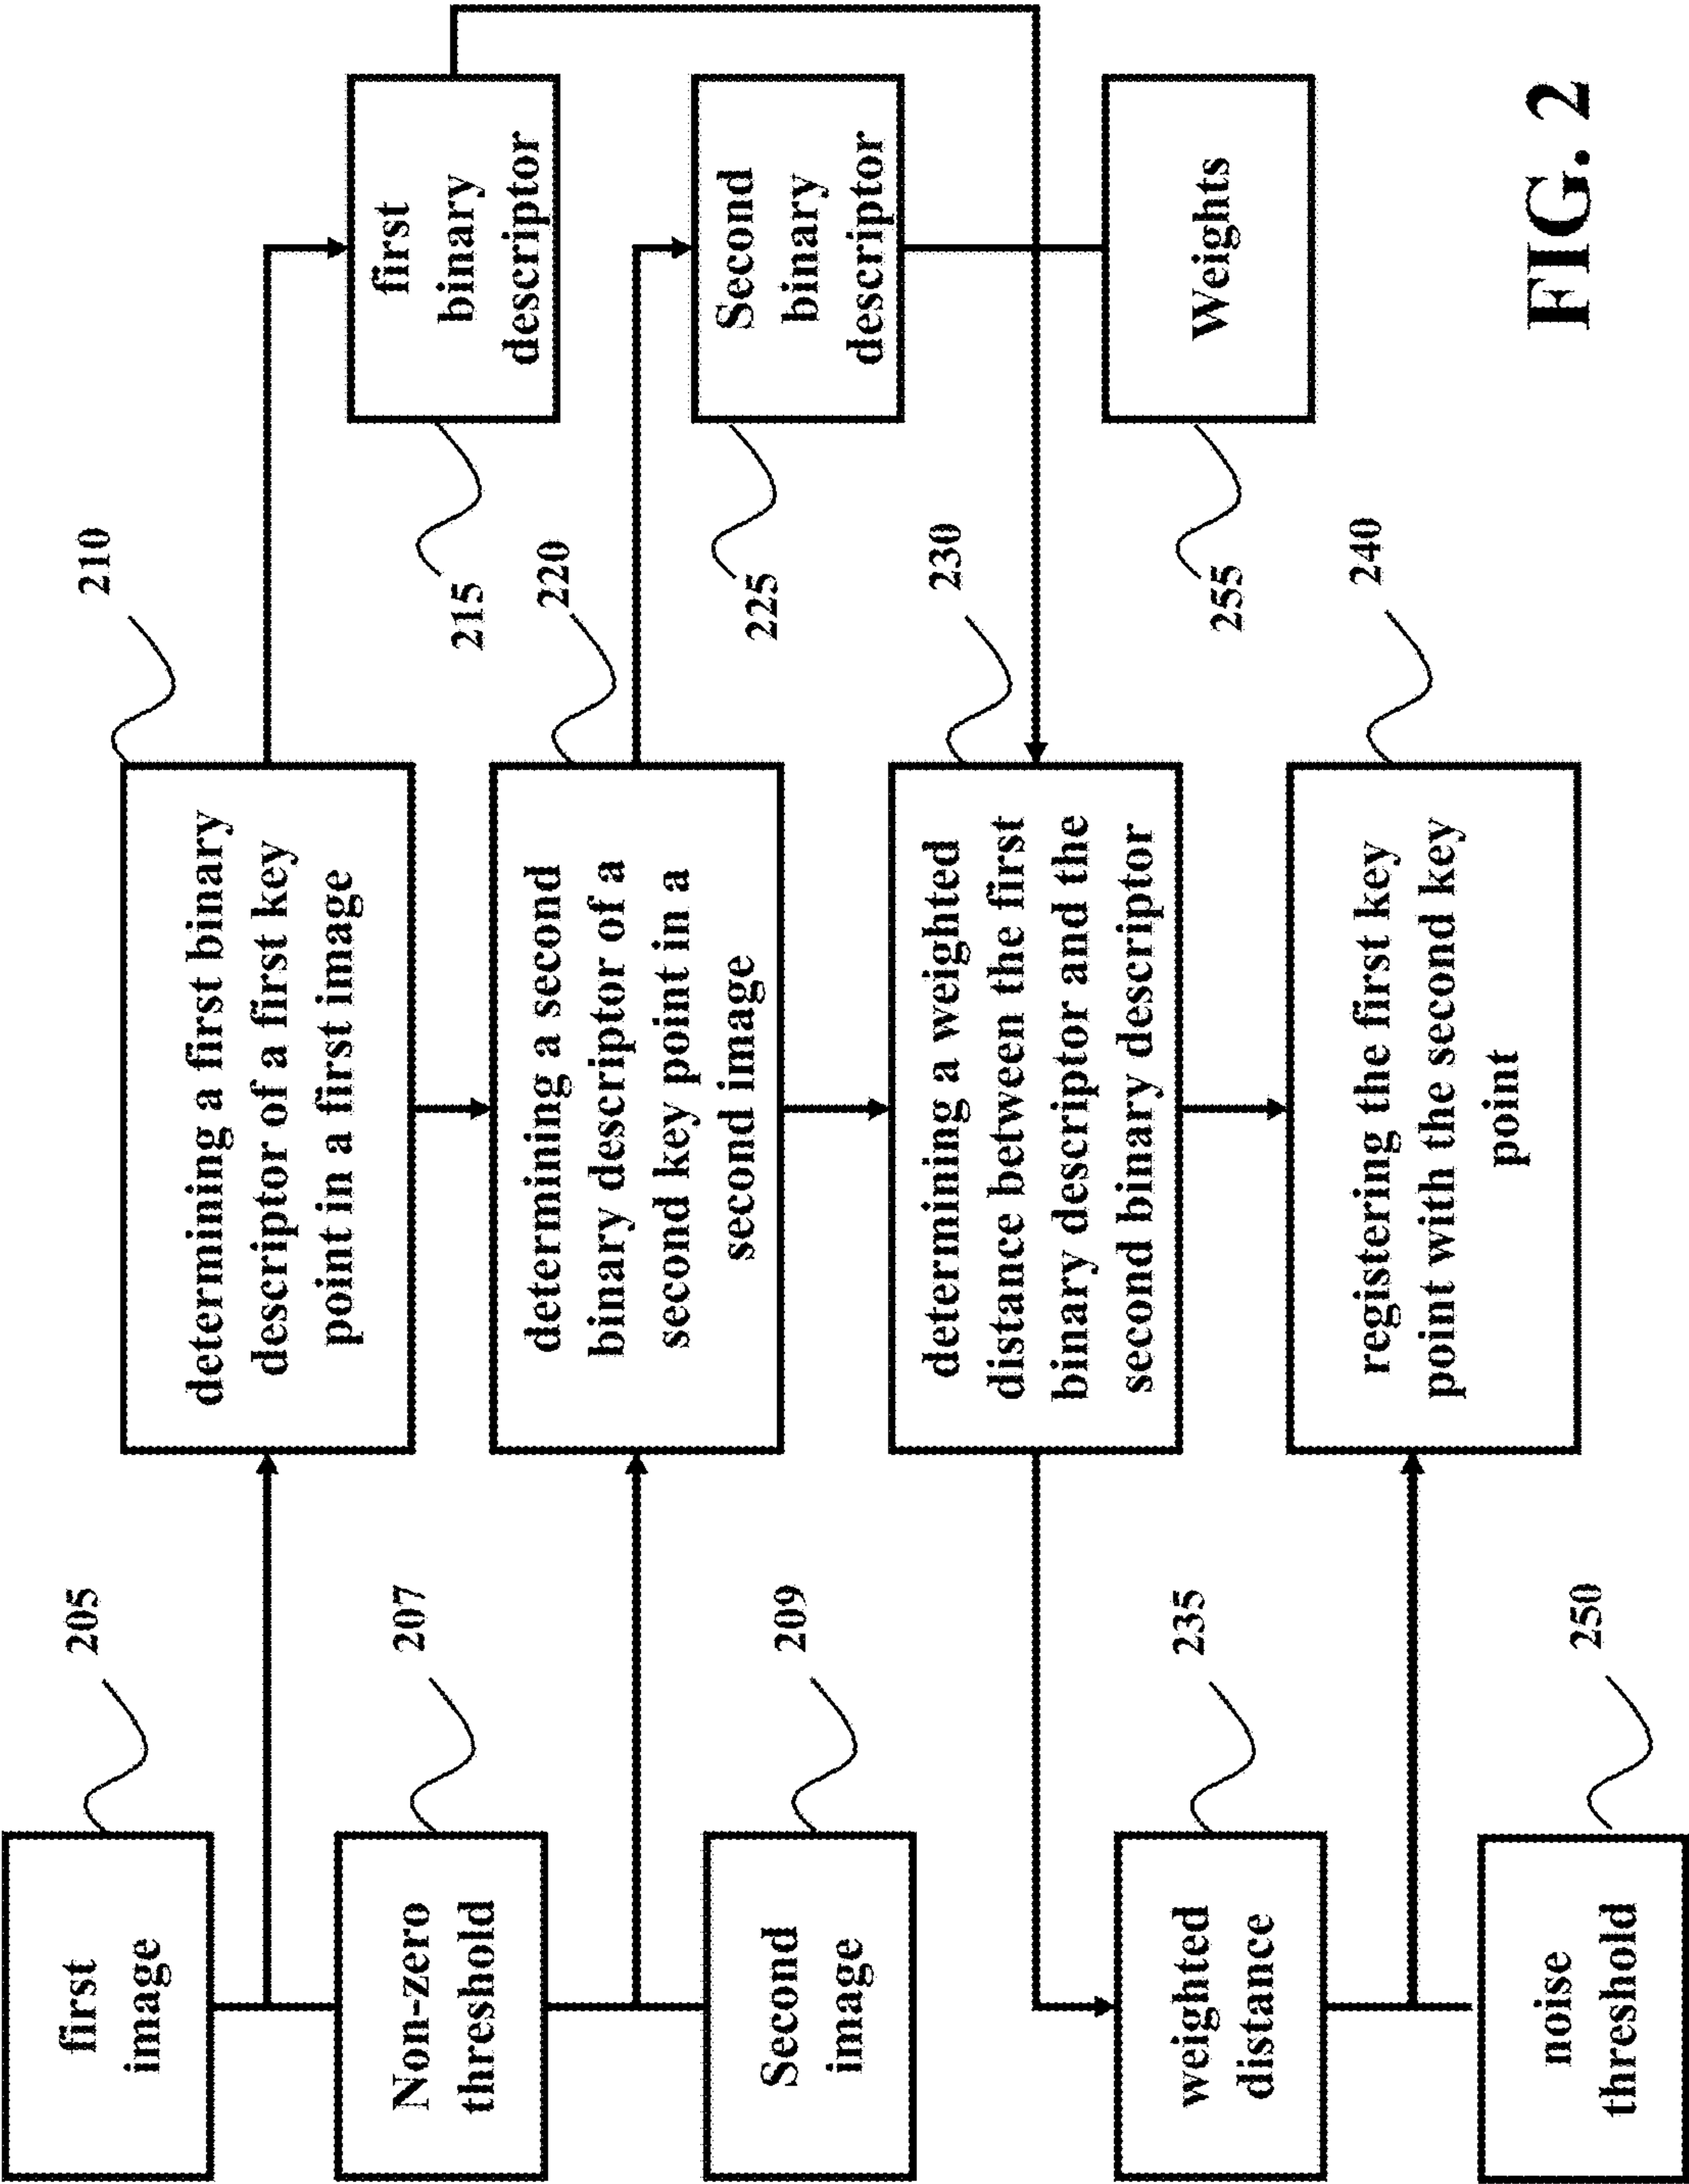 first
image
205
Non-zero
threshold
207
Second
image
209
weighted
distance
235
noise
threshold
250
determining a first binary
descriptor of a first key
point in a first image
210
determining a second
binary descriptor of a
second key point in a
second image
220
determining a weighted
distance between the first
binary descriptor and the
second binary descriptor
230
registering the first key
point with the second key
point
240
first
binary
descriptor
215
Second
binary
descriptor
225
Weights
255
FIG. 2